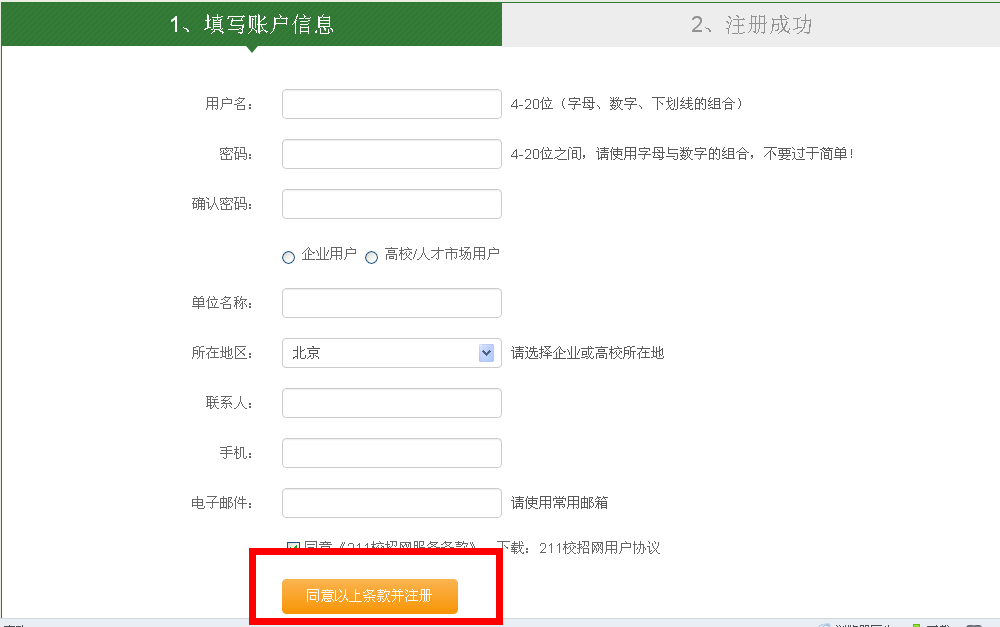 1、填写账户信息
2、注册成功
用户名：
4-20位（字母、数字、下划线的组合）
密码：
4-20位之间，请使用字母与数字的组合，不要过于简单！
确认密码：
企业用户 高校/人才市场用户
单位名称：
所在地区： 北京 请选择企业或高校所在地
联系人：
手机：
电子邮件： 请使用常用邮箱
同意《211校招网服务条款》 下载：211校招网用户协议
同意以上条款并注册